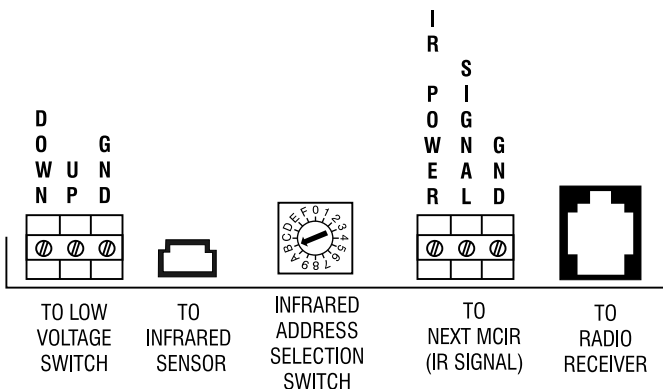 DOWN
UP
GND
IR POWER
SIGNAL
GND
0123456789ABCDEF
TO LOW
VOLTAGE
SWITCH
TO
INFRARED
SENSOR
INFRARED
ADDRESS
SELECTION
SWITCH
TO
NEXT MCIR
(IR SIGNAL)
TO
RADIO
RECEIVER